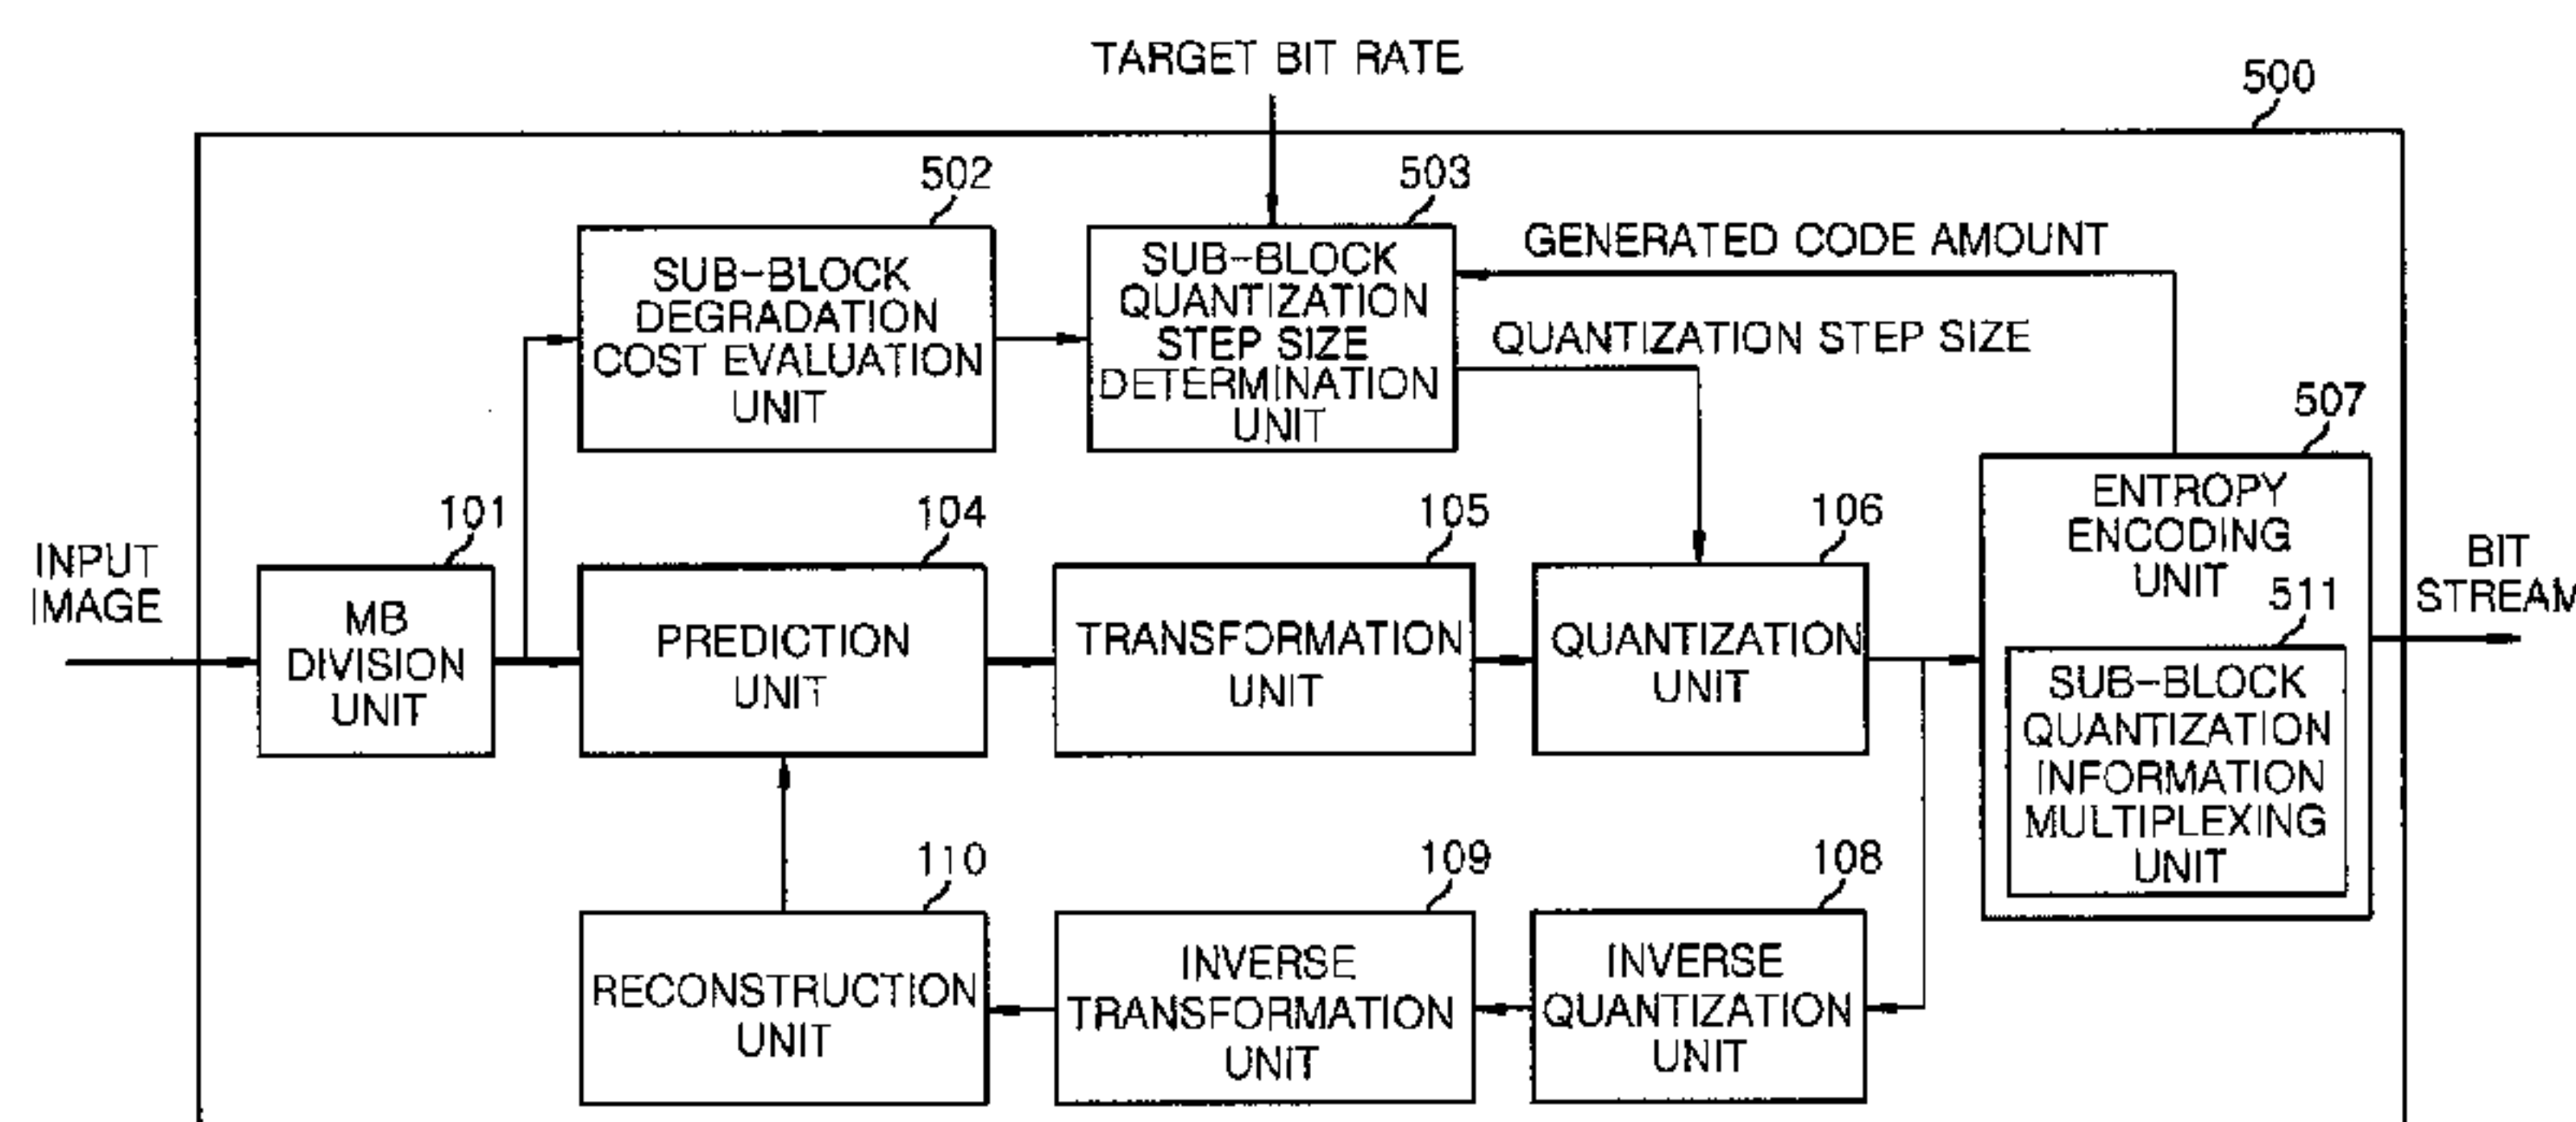 TARGET BIT RATE
500
502
503
SUB-BLOCK
DEGRADATION
COST EVALUATION
UNIT
SUB-BLOCK
QUANTIZATION
STEP SIZE
DETERMINATION
UNIT
GENERATED CODE AMOUNT
QUANTIZATION STEP SIZE
507
ENTROPY
ENCODING
UNIT
511
SUB-BLOCK
QUANTIZATION
INFORMATION
MULTIPLEXING
UNIT
BIT
STREAM
INPUT
IMAGE
101
MB
DIVISION
UNIT
104
PREDICTION
UNIT
105
TRANSFORMATION
UNIT
106
QUANTIZATION
UNIT
110
RECONSTRUCTION
UNIT
109
INVERSE
TRANSFORMATION
UNIT
108
INVERSE
QUANTIZATION
UNIT